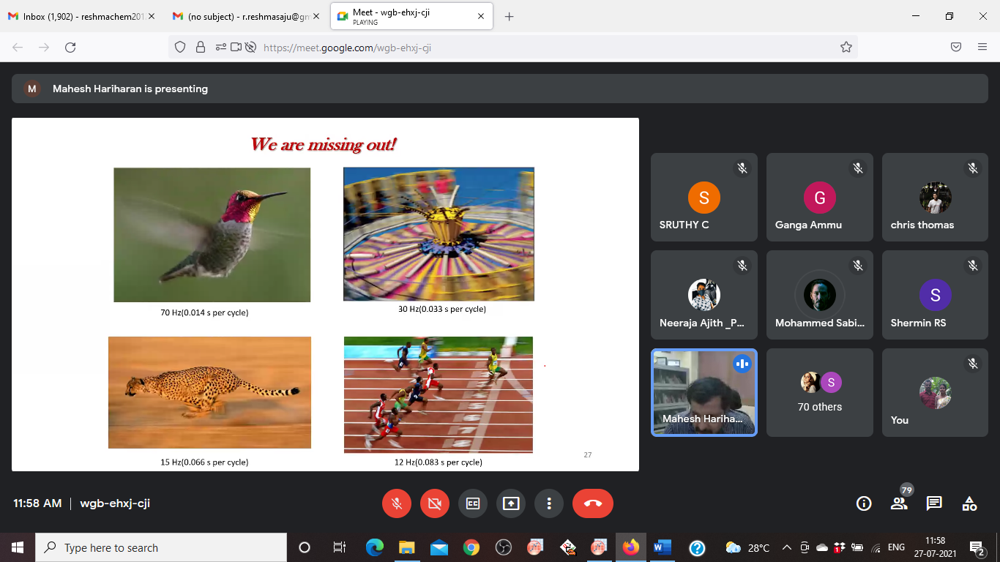 Inbox (1,902) - reshmachem201
(no subject) - r.reshmasaju@gm
Meet - wgb-ehxj-cji
PLAYING
https://meet.google.com/wgb-ehxj-cji
M
Mahesh Hariharan is presenting
We are missing out!
70 Hz(0.014 s per cycle)
30 Hz(0.033 s per cycle)
15 Hz(0.066 s per cycle)
12 Hz(0.083 s per cycle)
27
S
SRUTHY C
G
Ganga Ammu
chris thomas
Neeraja Ajith _P...
Mohammed Sabi...
S
Shermin RS
Mahesh Hariha...
S
70 others
You
11:58 AM | wgb-ehxj-cji
CC
79
Type here to search
28°C
ENG
11:58
27-07-2021
2